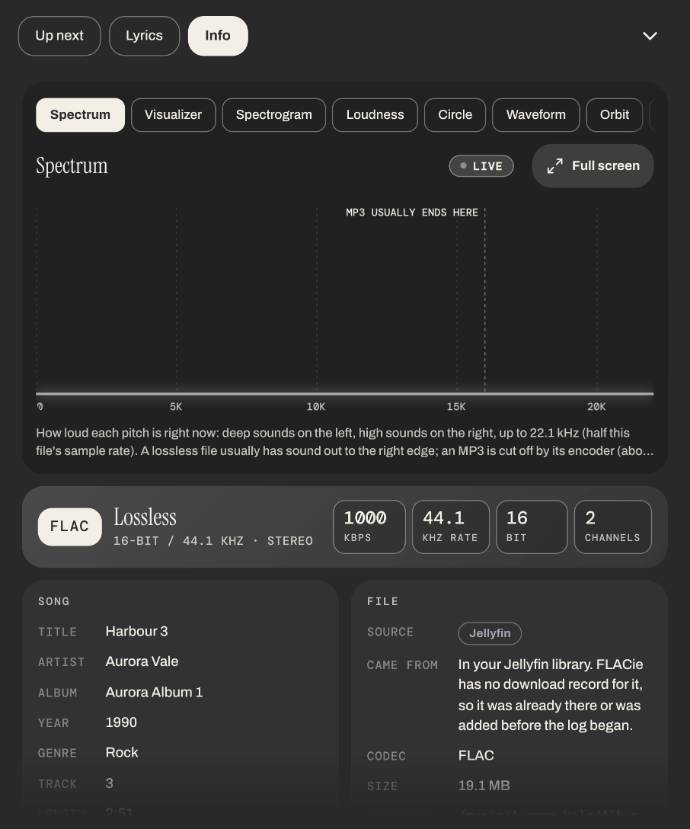 Up next
Lyrics
Info
Spectrum
Visualizer
Spectrogram
Loudness
Circle
Waveform
Orbit
Spectrum
LIVE
Full screen
MP3 USUALLY ENDS HERE
0
5K
10K
15K
20K
How loud each pitch is right now: deep sounds on the left, high sounds on the right, up to 22.1 kHz (half this
file's sample rate). A lossless file usually has sound out to the right edge; an MP3 is cut off by its encoder (abo...
FLAC
Lossless
16-BIT / 44.1 KHZ · STEREO
1000
KBPS
44.1
KHZ RATE
16
BIT
2
CHANNELS
SONG
TITLE Harbour 3
ARTIST Aurora Vale
ALBUM Aurora Album 1
YEAR 1990
GENRE Rock
TRACK 3
LENGTH 2:51
FILE
SOURCE Jellyfin
CAME FROM In your Jellyfin library. FLACie
has no download record for it,
so it was already there or was
added before the log began.
CODEC FLAC
SIZE 19.1 MB